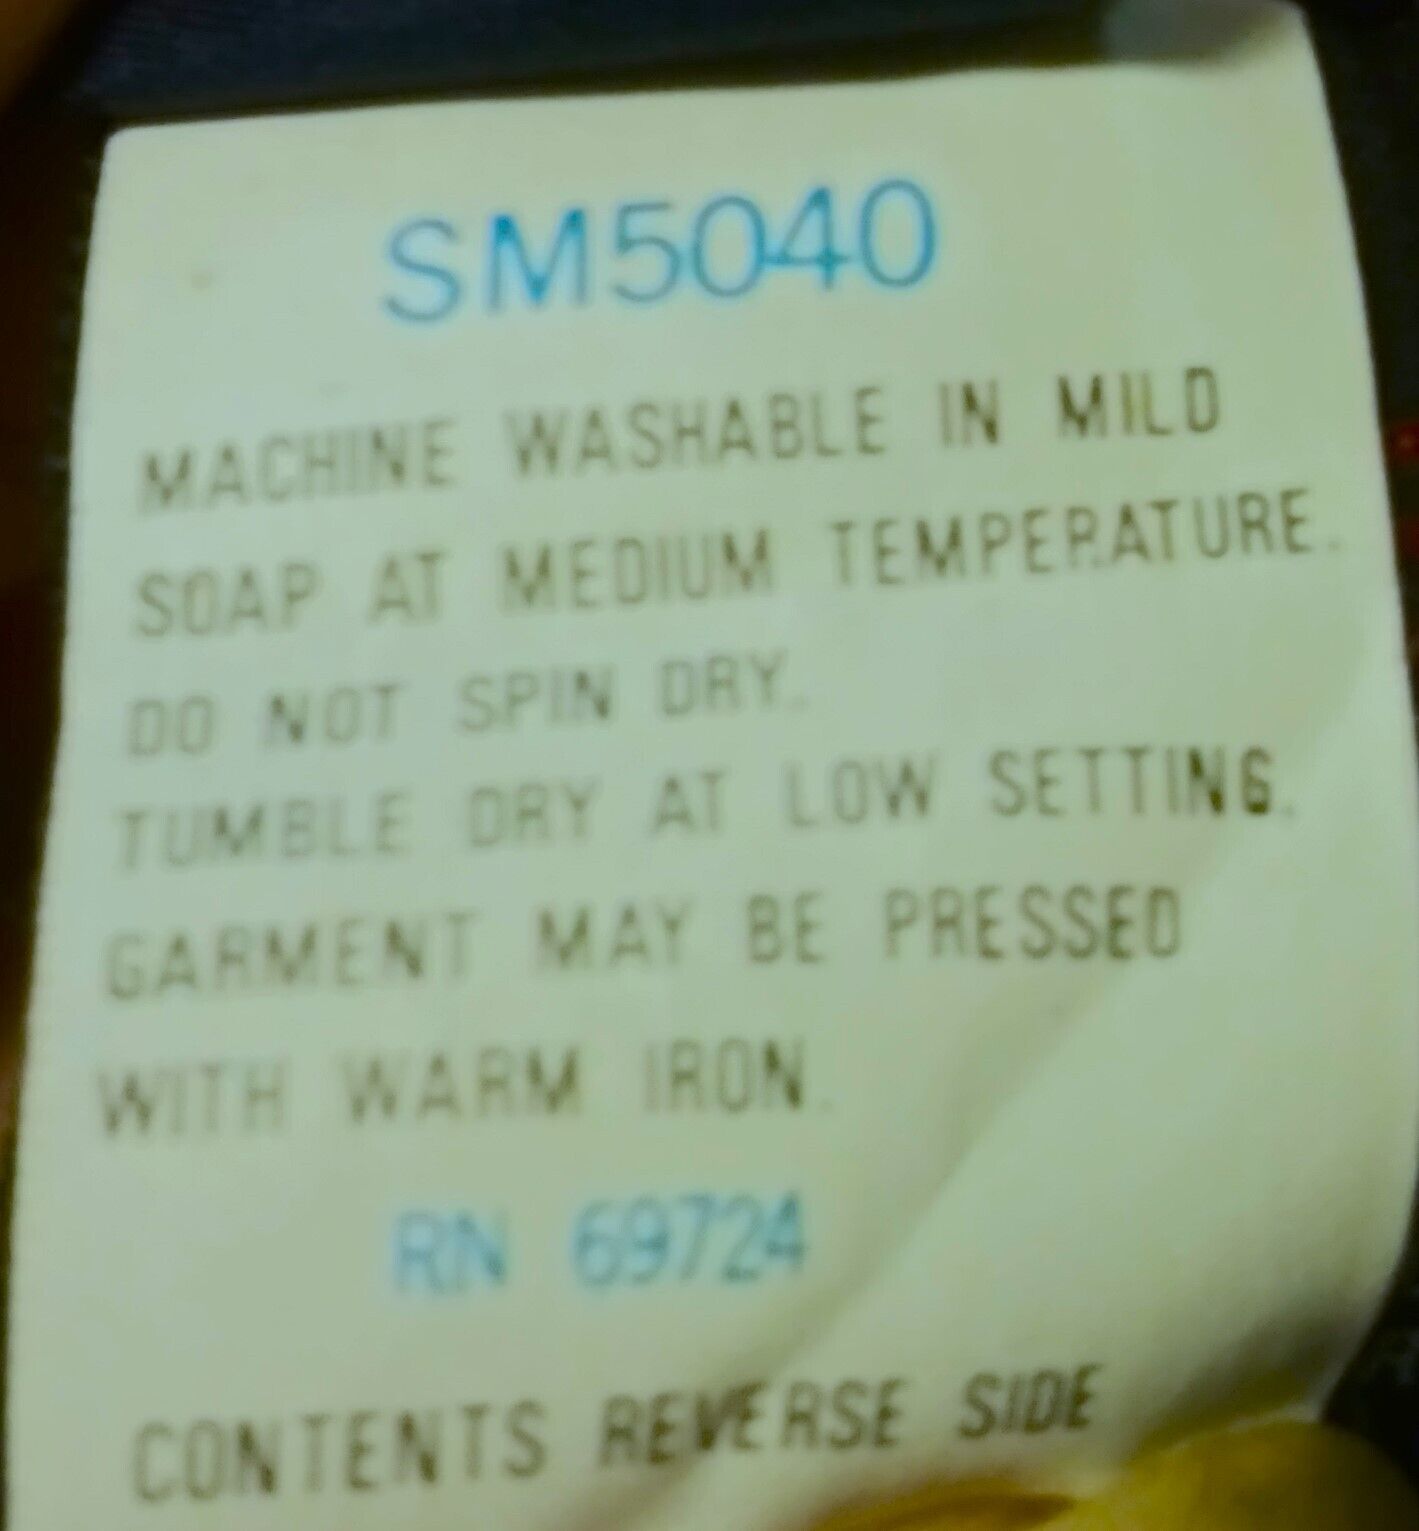 SM5040
MACHINE WASHABLE IN MILD
SOAP AT MEDIUM TEMPERATURE.
DO NOT SPIN DRY.
TUMBLE DRY AT LOW SETTING.
GARMENT MAY BE PRESSED
WITH WARM IRON.
RN 69724
CONTENTS REVERSE SIDE